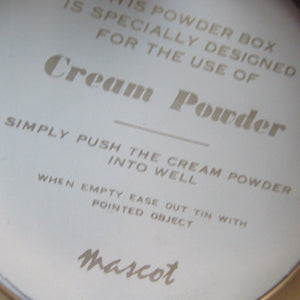 THIS POWDER BOX
IS SPECIALLY DESIGNED
FOR THE USE OF
Cream Powder
SIMPLY PUSH THE CREAM POWDER
INTO WELL
WHEN EMPTY EASE OUT TIN WITH
POINTED OBJECT
mascot